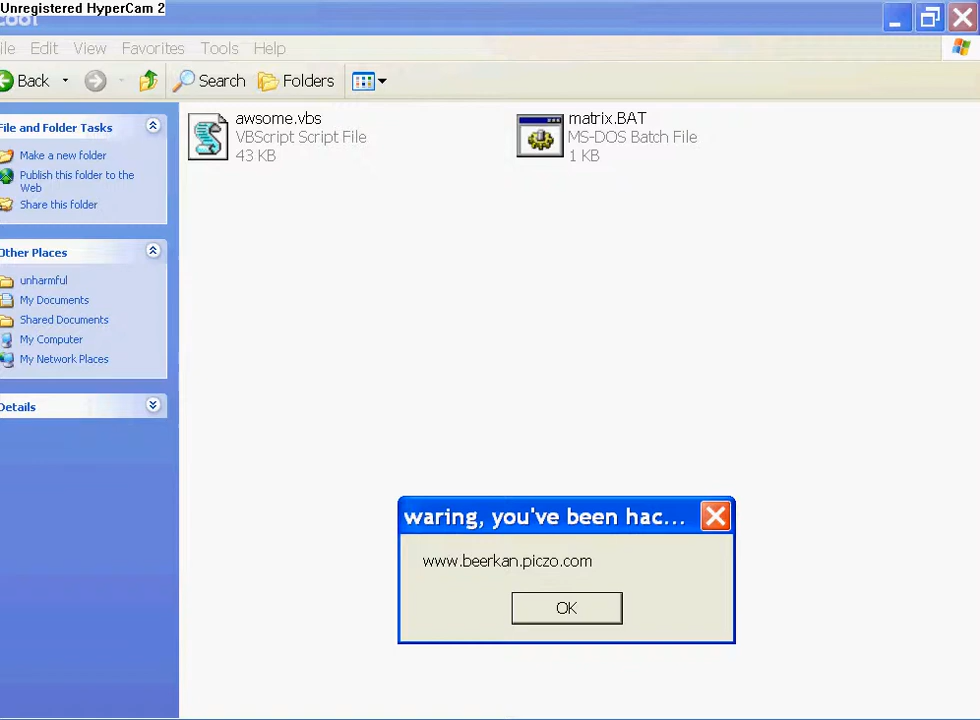 Unregistered HyperCam 2
cool
ile Edit View Favorites Tools Help
Back Search Folders
File and Folder Tasks
Make a new folder
Publish this folder to the
Web
Share this folder
Other Places
unharmful
My Documents
Shared Documents
My Computer
My Network Places
Details
awsome.vbs
VBScript Script File
43 KB
matrix.BAT
MS-DOS Batch File
1 KB
waring, you've been hac...
www.beerkan.piczo.com
OK